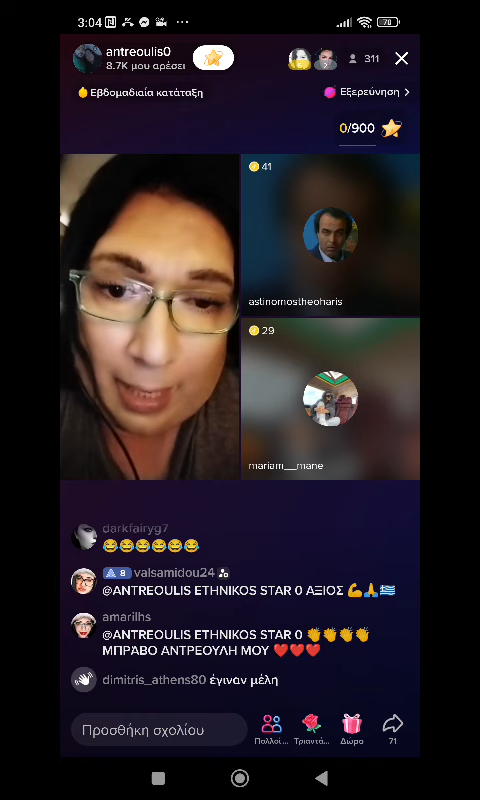 3:04
70
antreoulis0
8.7K μου αρέσει
6
2
311
Εβδομαδιαία κατάταξη
Εξερεύνηση
0/900
41
astinomostheoharis
29
mariam__mane
darkfairyg7
😂😂😂😂😂😂
8 valsamidou24
@ANTREOULIS ETHNIKOS STAR 0 ΑΞΙΟΣ 💪🙏🇬🇷
amarilhs
@ANTREOULIS ETHNIKOS STAR 0 👏👏👏👏
ΜΠΡΑΒΟ ΑΝΤΡΕΟΥΛΗ ΜΟΥ ❤️❤️❤️
dimitris_athens80 έγιναν μέλη
Προσθήκη σχολίου
Πολλοί...
Τριαντά...
Δώρο
71